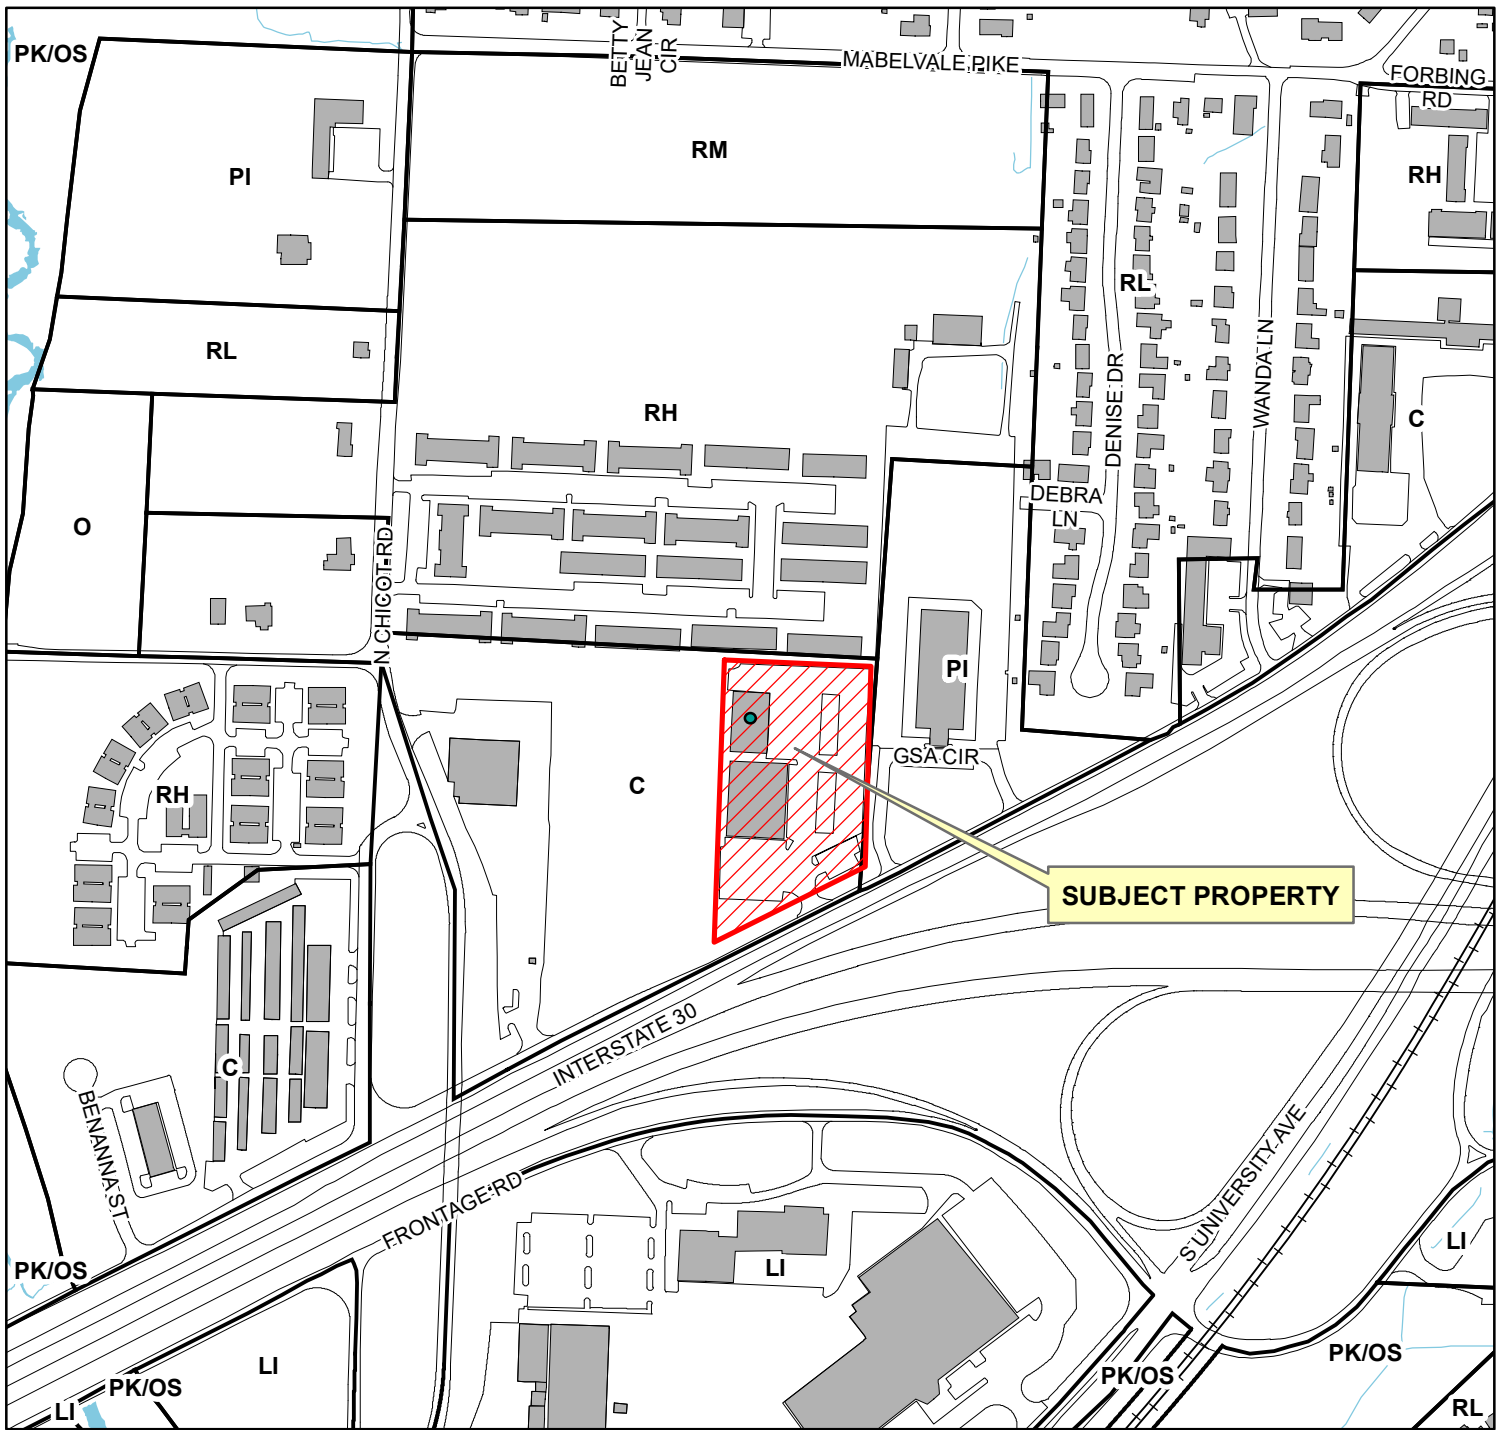 PK/OS
BETTY
JEAN
CIR
MABELVALE PIKE
FORBING
RD
PI
RM
RH
RL
RL
RH
C
O
N CHICOT RD
DENISE DR
WANDA LN
DEBRA
LN
PI
GSA CIR
C
RH
SUBJECT PROPERTY
INTERSTATE 30
C
BENANNA ST
FRONTAGE RD
S UNIVERSITY AVE
LI
LI
PK/OS
LI
PK/OS
LI
PK/OS
PK/OS
RL